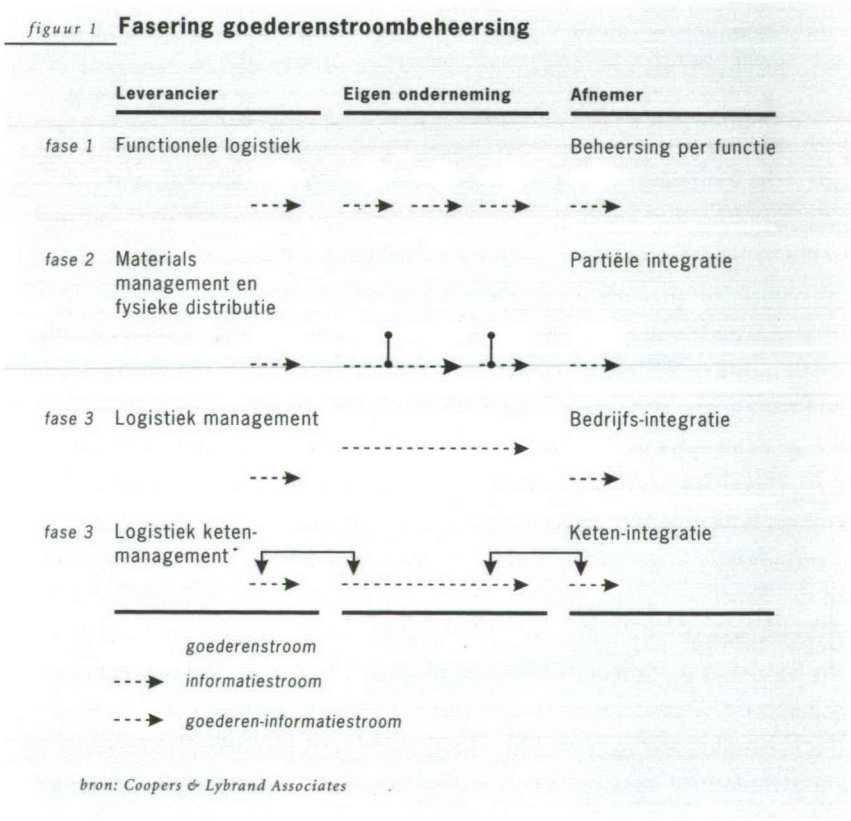 figuur 1 Fasering goederenstroombeheersing
Leverancier Eigen onderneming Afnemer
fase 1 Functionele logistiek Beheersing per functie
fase 2 Materials Partiële integratie
management en
fysieke distributie
fase 3 Logistiek management Bedrijfs-integratie
fase 3 Logistiek keten- Keten-integratie
management
goederenstroom
informatiestroom
goederen-informatiestroom
bron: Coopers & Lybrand Associates